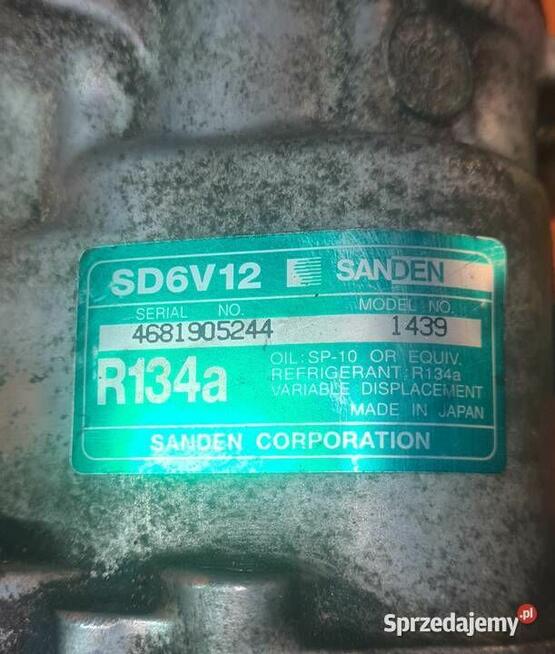 SD6V12 SANDEN
SERIAL NO. MODEL NO.
4681905244 1439
R134a
OIL: SP-10 OR EQUIV.
REFRIGERANT: R134a
VARIABLE DISPLACEMENT
MADE IN JAPAN
SANDEN CORPORATION
Sprzedajemy.pl